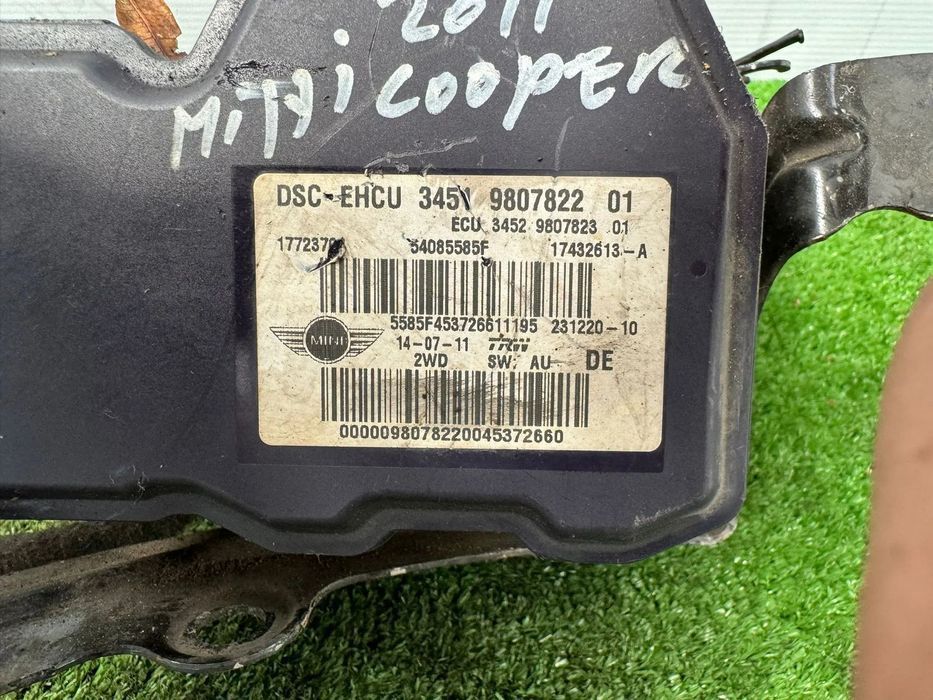 2011
MINI COOPER
DSC-EHCU 3451 9807822 01
ECU 3452 9807823 01
54085585F 17432613-A
5585F453726611195 231220-10
MINI 14-07-11 TRW
2WD SW: AU DE
0000098078220045372660